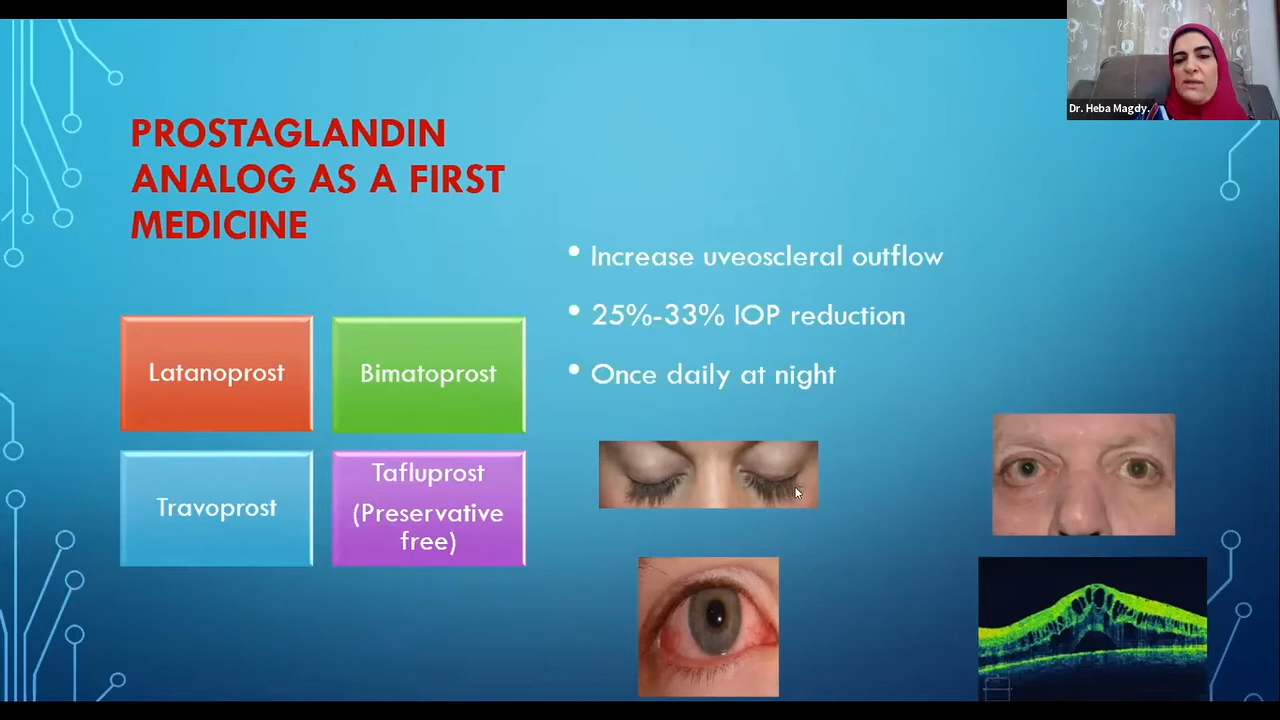 Dr. Heba Magdy.
PROSTAGLANDIN
ANALOG AS A FIRST
MEDICINE
Latanoprost
Bimatoprost
Travoprost
Tafluprost
(Preservative
free)
• Increase uveoscleral outflow
• 25%-33% IOP reduction
• Once daily at night